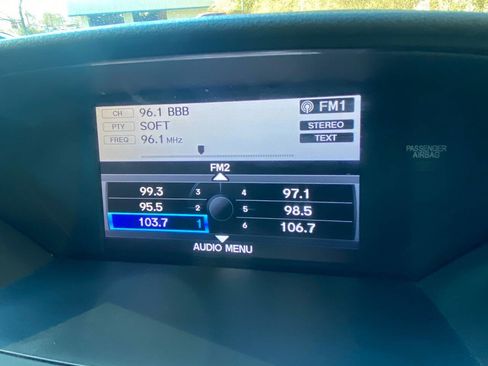 CH 96.1 BBB FM1
PTY SOFT STEREO
FREQ 96.1 MHz TEXT
PASSENGER
AIRBAG
FM2
99.3 3 4 97.1
95.5 2 5 98.5
103.7 1 6 106.7
AUDIO MENU